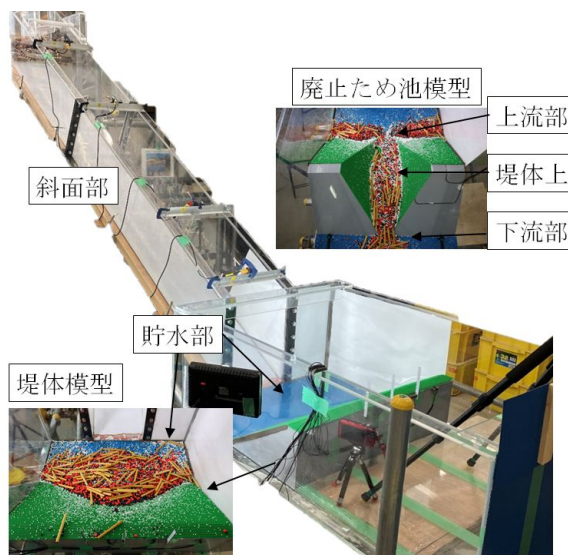 廃止ため池模型
上流部
堤体上
下流部
斜面部
貯水部
堤体模型